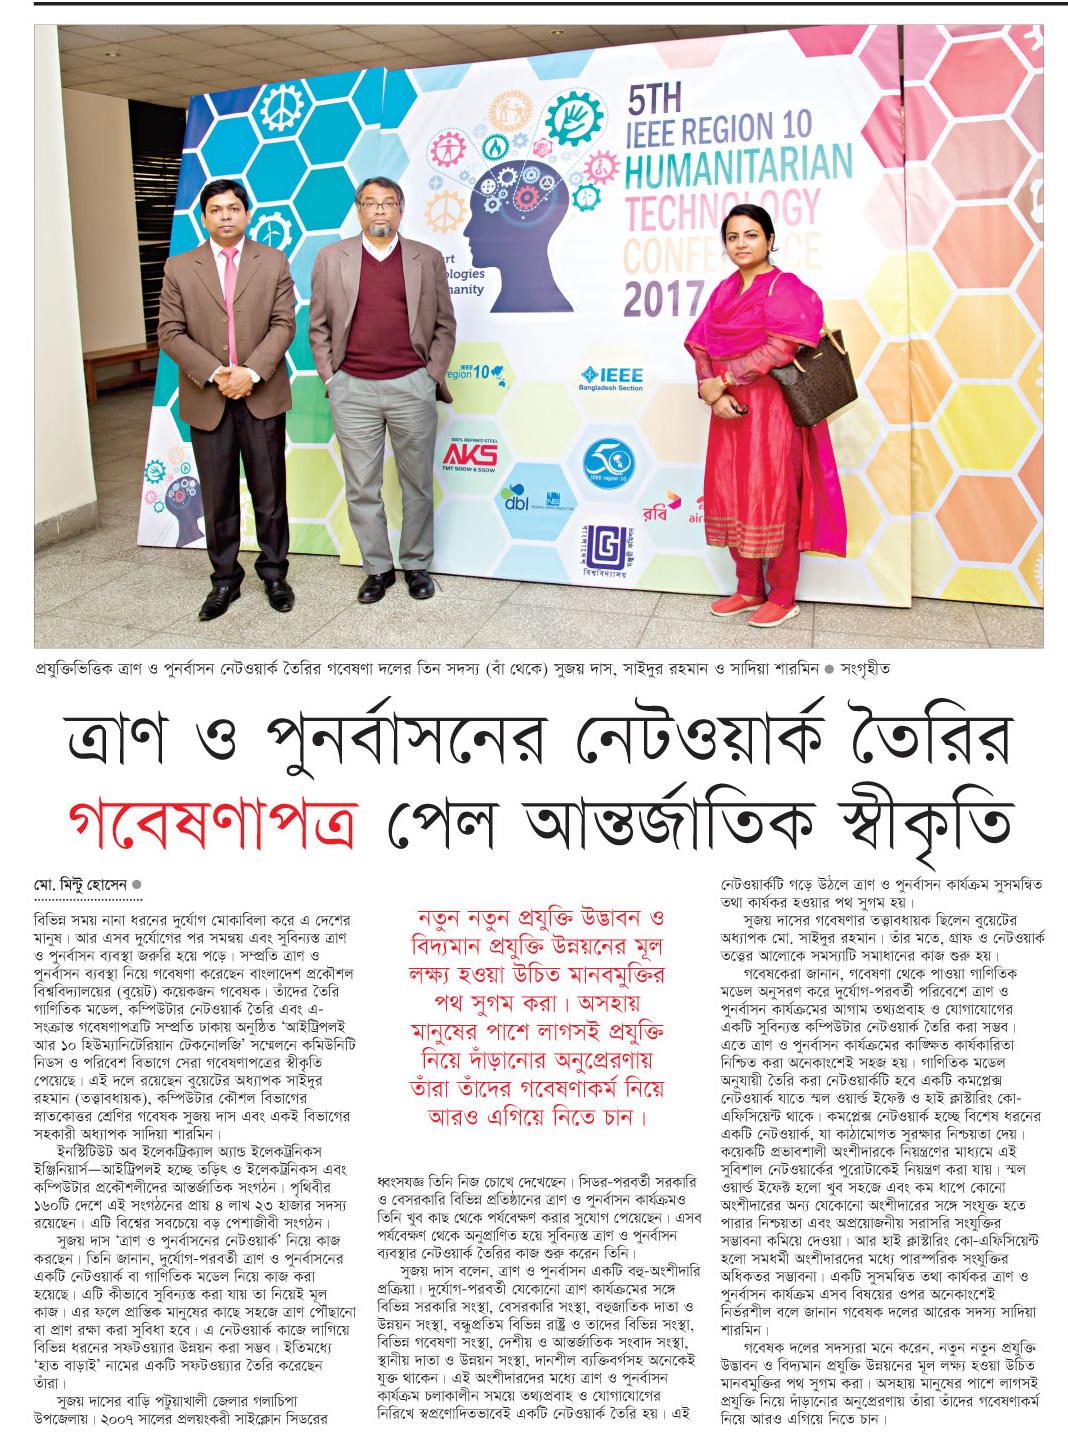 5TH
IEEE REGION 10
HUMANITARIAN
TECHNOLOGY
CONFERENCE
2017
IEEE
region 10
IEEE
Bangladesh Section
100% REFINED STEEL
AKS
TMT 500W & 550W
50
IEEE region 10
dbl
রবি
প্রযুক্তিভিত্তিক ত্রাণ ও পুনর্বাসন নেটওয়ার্ক তৈরির গবেষণা দলের তিন সদস্য (বাঁ থেকে) সুজয় দাস, সাইদুর রহমান ও সাদিয়া শারমিন ● সংগৃহীত
ত্রাণ ও পুনর্বাসনের নেটওয়ার্ক তৈরির
গবেষণাপত্র পেল আন্তর্জাতিক স্বীকৃতি
মো. মিন্টু হোসেন ●
বিভিন্ন সময় নানা ধরনের দুর্যোগ মোকাবিলা করে এ দেশের
মানুষ। আর এসব দুর্যোগের পর সমন্বয় এবং সুবিন্যস্ত ত্রাণ
ও পুনর্বাসন ব্যবস্থা জরুরি হয়ে পড়ে। সম্প্রতি ত্রাণ ও
পুনর্বাসন ব্যবস্থা নিয়ে গবেষণা করেছেন বাংলাদেশ প্রকৌশল
বিশ্ববিদ্যালয়ের (বুয়েট) কয়েকজন গবেষক। তাঁদের তৈরি
গাণিতিক মডেল, কম্পিউটার নেটওয়ার্ক তৈরি এবং এ-
সংক্রান্ত গবেষণাপত্রটি সম্প্রতি ঢাকায় অনুষ্ঠিত ‘আইট্রিপলই
আর ১০ হিউম্যানিটেরিয়ান টেকনোলজি’ সম্মেলনে কমিউনিটি
নিডস ও পরিবেশ বিভাগে সেরা গবেষণাপত্রের স্বীকৃতি
পেয়েছে। এই দলে রয়েছেন বুয়েটের অধ্যাপক সাইদুর
রহমান (তত্ত্বাবধায়ক), কম্পিউটার কৌশল বিভাগের
স্নাতকোত্তর শ্রেণির গবেষক সুজয় দাস এবং একই বিভাগের
সহকারী অধ্যাপক সাদিয়া শারমিন।
ইনস্টিটিউট অব ইলেকট্রিক্যাল অ্যান্ড ইলেকট্রনিকস
ইঞ্জিনিয়ার্স—আইট্রিপলই হচ্ছে তড়িৎ ও ইলেকট্রনিকস এবং
কম্পিউটার প্রকৌশলীদের আন্তর্জাতিক সংগঠন। পৃথিবীর
১৬০টি দেশে এই সংগঠনের প্রায় ৪ লাখ ২৩ হাজার সদস্য
রয়েছেন। এটি বিশ্বের সবচেয়ে বড় পেশাজীবী সংগঠন।
সুজয় দাস ‘ত্রাণ ও পুনর্বাসনের নেটওয়ার্ক’ নিয়ে কাজ
করছেন। তিনি জানান, দুর্যোগ-পরবর্তী ত্রাণ ও পুনর্বাসনের
একটি নেটওয়ার্ক বা গাণিতিক মডেল নিয়ে কাজ করা
হয়েছে। এটি কীভাবে সুবিন্যস্ত করা যায় তা নিয়েই মূল
কাজ। এর ফলে প্রান্তিক মানুষের কাছে সহজে ত্রাণ পৌঁছানো
বা প্রাণ রক্ষা করা সুবিধা হবে। এ নেটওয়ার্ক কাজে লাগিয়ে
বিভিন্ন ধরনের সফটওয়্যার উন্নয়ন করা সম্ভব। ইতিমধ্যে
‘হাত বাড়াই’ নামের একটি সফটওয়্যার তৈরি করেছেন
তাঁরা।
সুজয় দাসের বাড়ি পটুয়াখালী জেলার গলাচিপা
উপজেলায়। ২০০৭ সালের প্রলয়ংকরী সাইক্লোন সিডরের
নতুন নতুন প্রযুক্তি উদ্ভাবন ও
বিদ্যমান প্রযুক্তি উন্নয়নের মূল
লক্ষ্য হওয়া উচিত মানবমুক্তির
পথ সুগম করা। অসহায়
মানুষের পাশে লাগসই প্রযুক্তি
নিয়ে দাঁড়ানোর অনুপ্রেরণায়
তাঁরা তাঁদের গবেষণাকর্ম নিয়ে
আরও এগিয়ে নিতে চান।
ধ্বংসযজ্ঞ তিনি নিজ চোখে দেখেছেন। সিডর-পরবর্তী সরকারি
ও বেসরকারি বিভিন্ন প্রতিষ্ঠানের ত্রাণ ও পুনর্বাসন কার্যক্রমও
তিনি খুব কাছ থেকে পর্যবেক্ষণ করার সুযোগ পেয়েছেন। এসব
পর্যবেক্ষণ থেকে অনুপ্রাণিত হয়ে সুবিন্যস্ত ত্রাণ ও পুনর্বাসন
ব্যবস্থার নেটওয়ার্ক তৈরির কাজ শুরু করেন তিনি।
সুজয় দাস বলেন, ত্রাণ ও পুনর্বাসন একটি বহু-অংশীদারি
প্রক্রিয়া। দুর্যোগ-পরবর্তী যেকোনো ত্রাণ কার্যক্রমের সঙ্গে
বিভিন্ন সরকারি সংস্থা, বেসরকারি সংস্থা, বহুজাতিক দাতা ও
উন্নয়ন সংস্থা, বন্ধুপ্রতিম বিভিন্ন রাষ্ট্র ও তাদের বিভিন্ন সংস্থা,
বিভিন্ন গবেষণা সংস্থা, দেশীয় ও আন্তর্জাতিক সংবাদ সংস্থা,
স্থানীয় দাতা ও উন্নয়ন সংস্থা, দানশীল ব্যক্তিবর্গসহ অনেকেই
যুক্ত থাকেন। এই অংশীদারদের মধ্যে ত্রাণ ও পুনর্বাসন
কার্যক্রম চলাকালীন সময়ে তথ্যপ্রবাহ ও যোগাযোগের
নিরিখে স্বপ্রণোদিতভাবেই একটি নেটওয়ার্ক তৈরি হয়। এই
নেটওয়ার্কটি গড়ে উঠলে ত্রাণ ও পুনর্বাসন কার্যক্রম সুসমন্বিত
তথা কার্যকর হওয়ার পথ সুগম হয়।
সুজয় দাসের গবেষণার তত্ত্বাবধায়ক ছিলেন বুয়েটের
অধ্যাপক মো. সাইদুর রহমান। তাঁর মতে, গ্রাফ ও নেটওয়ার্ক
তত্ত্বের আলোকে সমস্যাটি সমাধানের কাজ শুরু হয়।
গবেষকেরা জানান, গবেষণা থেকে পাওয়া গাণিতিক
মডেল অনুসরণ করে দুর্যোগ-পরবর্তী পরিবেশে ত্রাণ ও
পুনর্বাসন কার্যক্রমের আগাম তথ্যপ্রবাহ ও যোগাযোগের
একটি সুবিন্যস্ত কম্পিউটার নেটওয়ার্ক তৈরি করা সম্ভব।
এতে ত্রাণ ও পুনর্বাসন কার্যক্রমের কাঙ্ক্ষিত কার্যকারিতা
নিশ্চিত করা অনেকাংশেই সহজ হয়। গাণিতিক মডেল
অনুযায়ী তৈরি করা নেটওয়ার্কটি হবে একটি কমপ্লেক্স
নেটওয়ার্ক যাতে স্মল ওয়ার্ল্ড ইফেক্ট ও হাই ক্লাস্টারিং কো-
এফিসিয়েন্ট থাকে। কমপ্লেক্স নেটওয়ার্ক হচ্ছে বিশেষ ধরনের
একটি নেটওয়ার্ক, যা কাঠামোগত সুরক্ষার নিশ্চয়তা দেয়।
কয়েকটি প্রভাবশালী অংশীদারকে নিয়ন্ত্রণের মাধ্যমে এই
সুবিশাল নেটওয়ার্কের পুরোটাকেই নিয়ন্ত্রণ করা যায়। স্মল
ওয়ার্ল্ড ইফেক্ট হলো খুব সহজে এবং কম ধাপে কোনো
অংশীদারের অন্য যেকোনো অংশীদারের সঙ্গে সংযুক্ত হতে
পারার নিশ্চয়তা এবং অপ্রয়োজনীয় সরাসরি সংযুক্তির
সম্ভাবনা কমিয়ে দেওয়া। আর হাই ক্লাস্টারিং কো-এফিসিয়েন্ট
হলো সমধর্মী অংশীদারদের মধ্যে পারস্পরিক সংযুক্তির
অধিকতর সম্ভাবনা। একটি সুসমন্বিত তথা কার্যকর ত্রাণ ও
পুনর্বাসন কার্যক্রম এসব বিষয়ের ওপর অনেকাংশেই
নির্ভরশীল বলে জানান গবেষক দলের আরেক সদস্য সাদিয়া
শারমিন।
গবেষক দলের সদস্যরা মনে করেন, নতুন নতুন প্রযুক্তি
উদ্ভাবন ও বিদ্যমান প্রযুক্তি উন্নয়নের মূল লক্ষ্য হওয়া উচিত
মানবমুক্তির পথ সুগম করা। অসহায় মানুষের পাশে লাগসই
প্রযুক্তি নিয়ে দাঁড়ানোর অনুপ্রেরণায় তাঁরা তাঁদের গবেষণাকর্ম
নিয়ে আরও এগিয়ে নিতে চান।